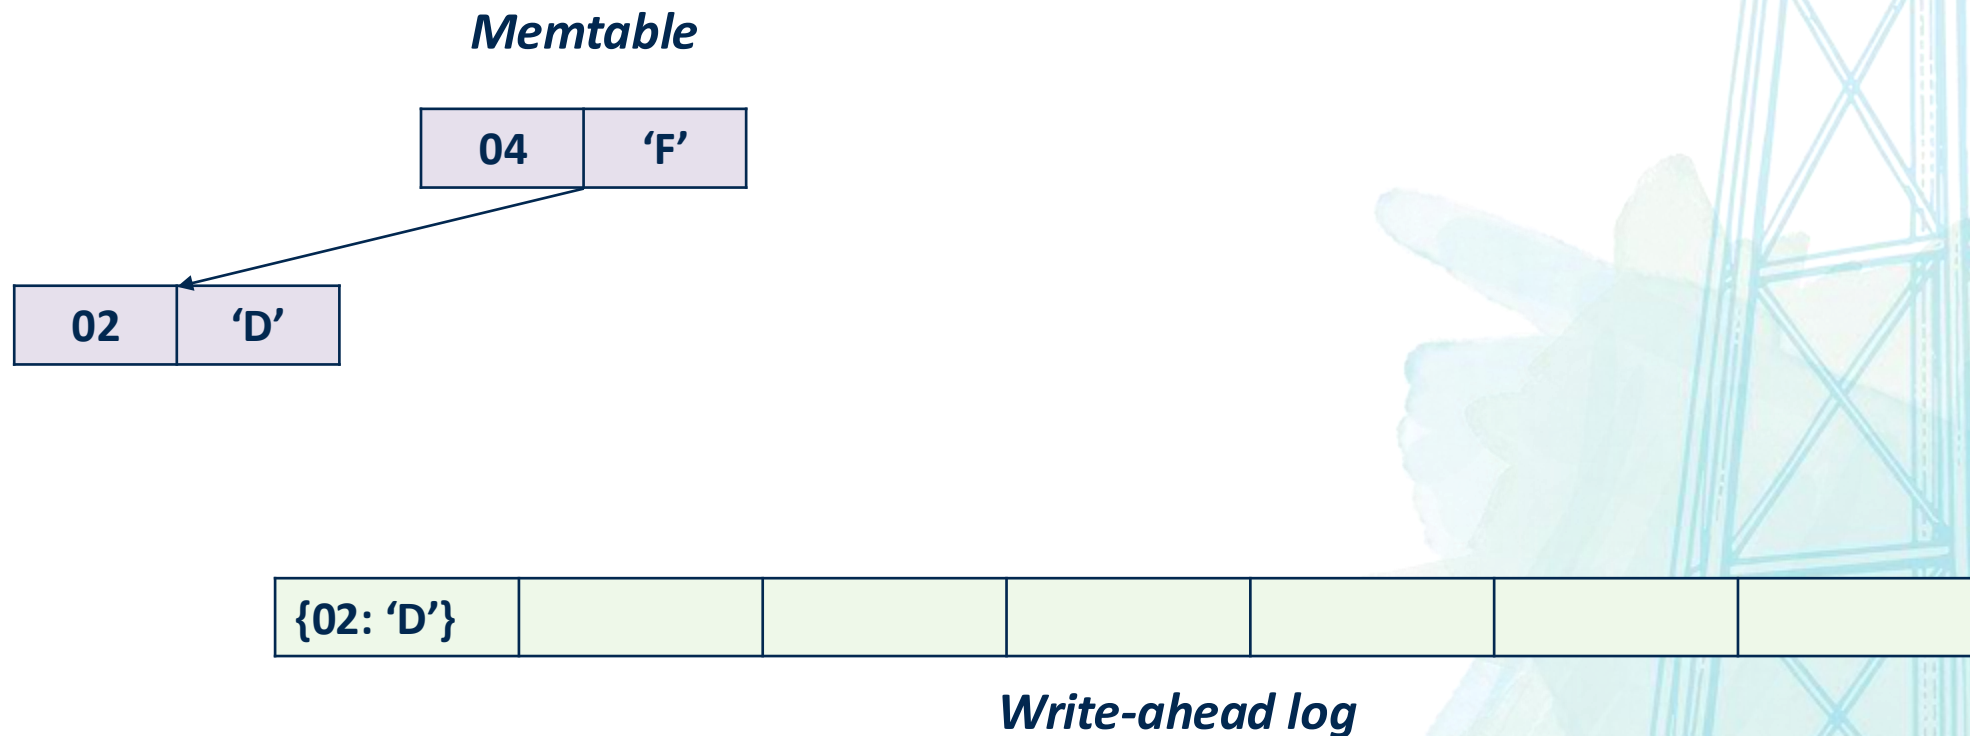 Memtable
04 ‘F’
02 ‘D’
{02: ‘D’}
Write-ahead log